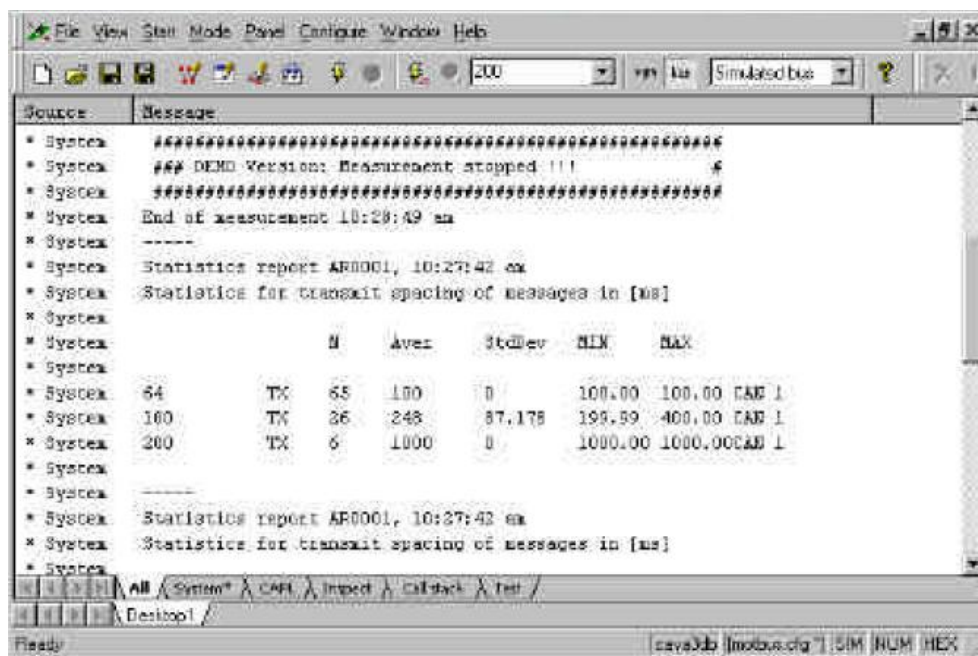 File View Start Mode Panel Configure Window Help
200 sym hex Simulated bus
Source Message
* System ########################################################
* System ### DEMO Version: Measurement stopped !!! #
* System ########################################################
* System End of measurement 10:28:49 am
* System -----
* System Statistics report AR0001, 10:27:42 am
* System Statistics for transmit spacing of messages in [ms]
* System
* System N Aver StdDev MIN MAX
* System
* System 64 TX 65 100 0 100.00 100.00 CAN 1
* System 100 TX 26 248 87.178 199.99 400.00 CAN 1
* System 200 TX 6 1000 0 1000.00 1000.00CAN 1
* System
* System -----
* System Statistics report AR0001, 10:27:42 am
* System Statistics for transmit spacing of messages in [ms]
* System
All System* CAPL Inspect Call stack Test
Desktop1
Ready [motbus.cfg *] SIM NUM HEX